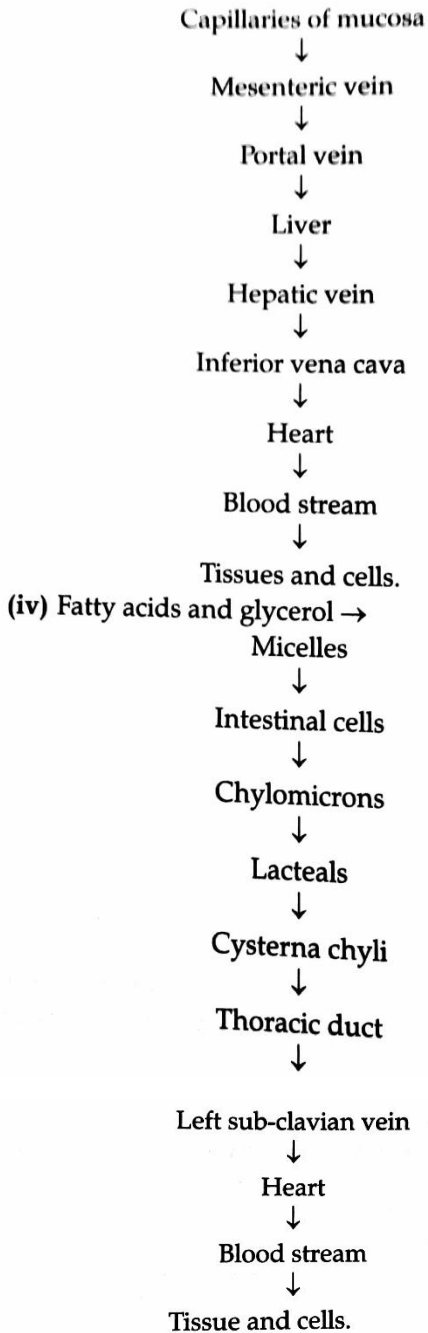 Capillaries of mucosa
↓
Mesenteric vein
↓
Portal vein
↓
Liver
↓
Hepatic vein
↓
Inferior vena cava
↓
Heart
↓
Blood stream
↓
Tissues and cells.
(iv) Fatty acids and glycerol →
Micelles
↓
Intestinal cells
↓
Chylomicrons
↓
Lacteals
↓
Cysterna chyli
↓
Thoracic duct
↓
Left sub-clavian vein
↓
Heart
↓
Blood stream
↓
Tissue and cells.